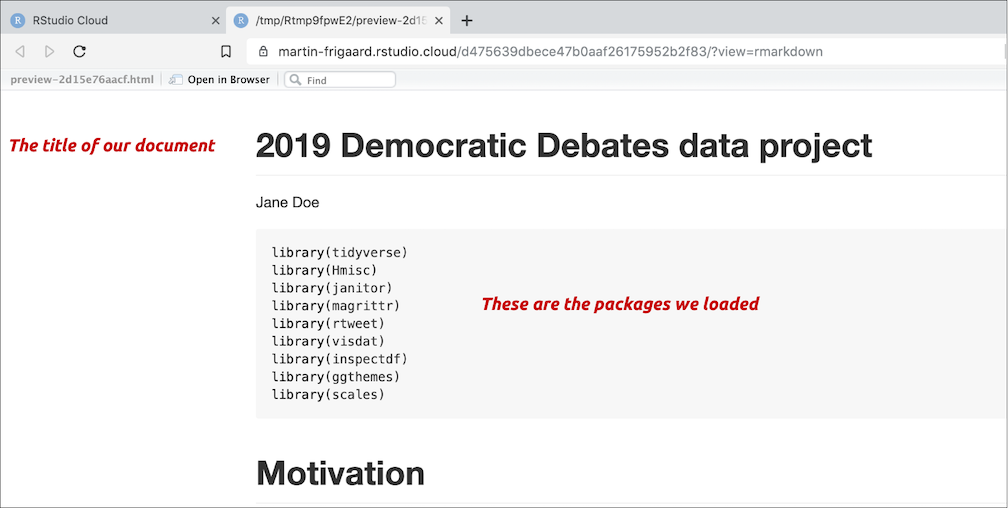 RStudio Cloud
/tmp/Rtmp9fpwE2/preview-2d15
martin-frigaard.rstudio.cloud/d475639dbece47b0aaf26175952b2f83/?view=rmarkdown
preview-2d15e76aacf.html Open in Browser Find
The title of our document
2019 Democratic Debates data project
Jane Doe
library(tidyverse)
library(Hmisc)
library(janitor)
library(magrittr)
library(rtweet)
library(visdat)
library(inspectdf)
library(ggthemes)
library(scales)
These are the packages we loaded
Motivation